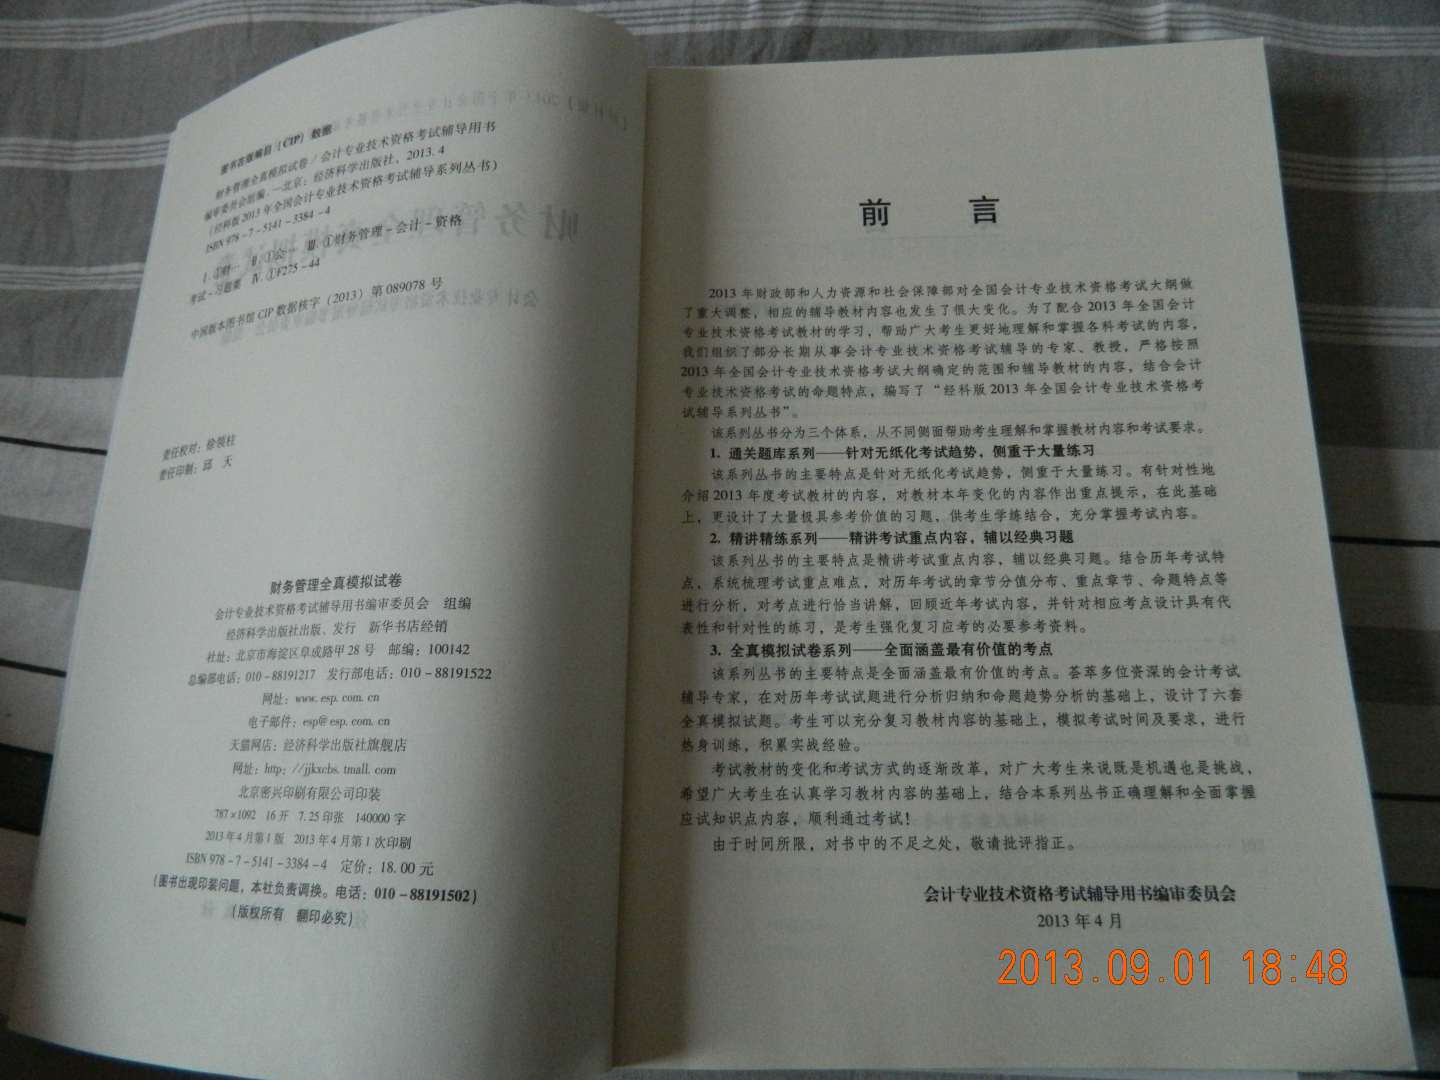 图书在版编目（CIP）数据
财务管理全真模拟试卷／会计专业技术资格考试辅导用书
编审委员会组编．—北京：经济科学出版社，2013.4
（经科版2013年全国会计专业技术资格考试辅导系列丛书）
ISBN 978-7-5141-3384-4
Ⅰ.①财… Ⅱ.①会… Ⅲ.①财务管理-会计-资格
考试-习题集 Ⅳ.①F275-44
中国版本图书馆CIP数据核字（2013）第089078号
责任校对：徐领柱
责任印制：邱 天
财务管理全真模拟试卷
会计专业技术资格考试辅导用书编审委员会 组编
经济科学出版社出版、发行 新华书店经销
社址：北京市海淀区阜成路甲28号 邮编：100142
总编部电话：010-88191217 发行部电话：010-88191522
网址：www.esp.com.cn
电子邮件：esp@esp.com.cn
天猫网店：经济科学出版社旗舰店
网址：http://jjkxcbs.tmall.com
北京密兴印刷有限公司印装
787×1092 16开 7.25印张 140000字
2013年4月第1版 2013年4月第1次印刷
ISBN 978-7-5141-3384-4 定价：18.00元
（图书出现印装问题，本社负责调换。电话：010-88191502）
（版权所有 翻印必究）
前 言
2013年财政部和人力资源和社会保障部对全国会计专业技术资格考试大纲做
了重大调整，相应的辅导教材内容也发生了很大变化。为了配合2013年全国会计
专业技术资格考试教材的学习，帮助广大考生更好地理解和掌握各科考试的内容，
我们组织了部分长期从事会计专业技术资格考试辅导的专家、教授，严格按照
2013年全国会计专业技术资格考试大纲确定的范围和辅导教材的内容，结合会计
专业技术资格考试的命题特点，编写了“经科版2013年全国会计专业技术资格考
试辅导系列丛书”。
该系列丛书分为三个体系，从不同侧面帮助考生理解和掌握教材内容和考试要求。
1. 通关题库系列——针对无纸化考试趋势，侧重于大量练习
该系列丛书的主要特点是针对无纸化考试趋势，侧重于大量练习。有针对性地
介绍2013年度考试教材的内容，对教材本年变化的内容作出重点提示，在此基础
上，更设计了大量极具参考价值的习题，供考生学练结合，充分掌握考试内容。
2. 精讲精练系列——精讲考试重点内容，辅以经典习题
该系列丛书的主要特点是精讲考试重点内容，辅以经典习题。结合历年考试特
点，系统梳理考试重点难点，对历年考试的章节分值分布、重点章节、命题特点等
进行分析，对考点进行恰当讲解，回顾近年考试内容，并针对相应考点设计具有代
表性和针对性的练习，是考生强化复习应考的必要参考资料。
3. 全真模拟试卷系列——全面涵盖最有价值的考点
该系列丛书的主要特点是全面涵盖最有价值的考点。荟萃多位资深的会计考试
辅导专家，在对历年考试试题进行分析归纳和命题趋势分析的基础上，设计了六套
全真模拟试题。考生可以充分复习教材内容的基础上，模拟考试时间及要求，进行
热身训练，积累实战经验。
考试教材的变化和考试方式的逐渐改革，对广大考生来说既是机遇也是挑战，
希望广大考生在认真学习教材内容的基础上，结合本系列丛书正确理解和全面掌握
应试知识点内容，顺利通过考试！
由于时间所限，对书中的不足之处，敬请批评指正。
会计专业技术资格考试辅导用书编审委员会
2013年4月
2013.09.01 18:48